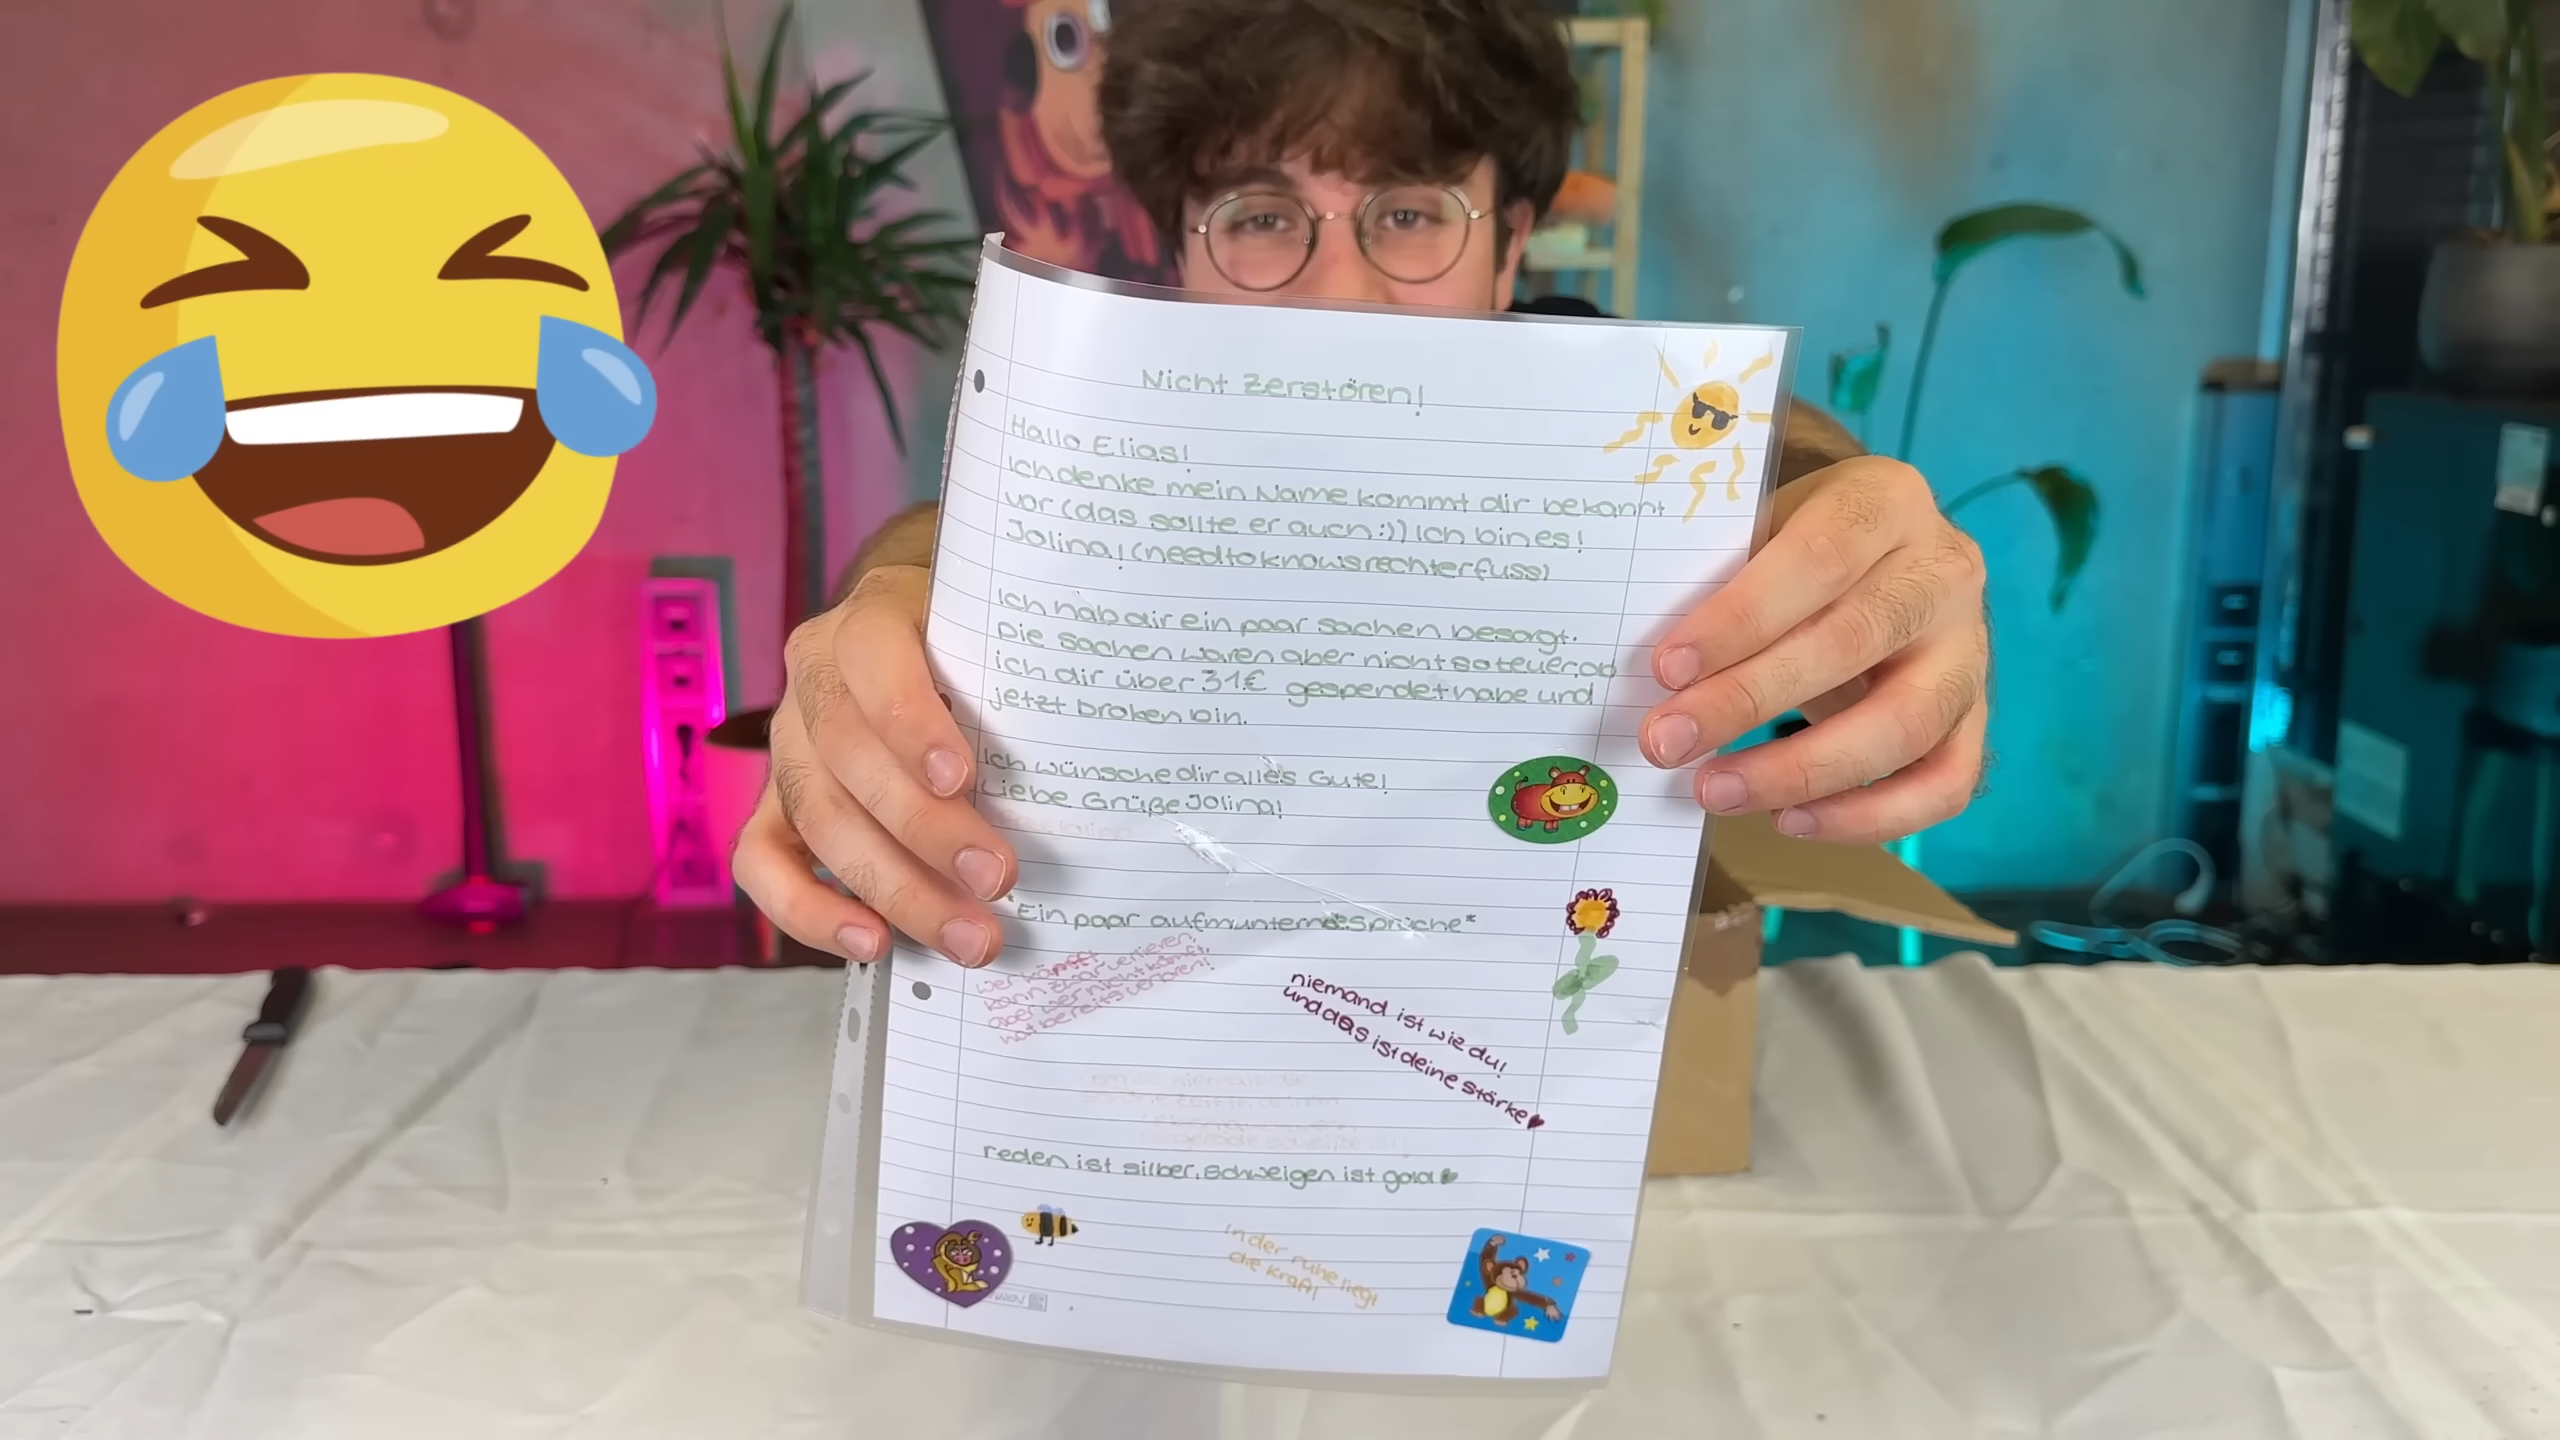 Nicht Zerstören!
Hallo Elias!
Ich denke mein Name kommt dir bekannt
vor (das sollte er auch:)) Ich bin es!
Jolina! (needtoknowsrechterfuss)
Ich hab dir ein paar sachen besorgt.
Die sachen waren aber nicht so teuer, da
ich dir über 31€ gespendet habe und
jetzt broken bin.
Ich wünsche dir alles Gute!
Liebe Grüße Jolina!
*Ein paar aufmunterndesprüche*
wer kämpft,
kann zwar verlieren,
aber wer nicht kämpft,
hat bereits verloren!
niemand ist wie du!
und das ist deine stärke
niemals die
reden ist silber, schweigen ist gold
In der ruhe liegt
die kraft!